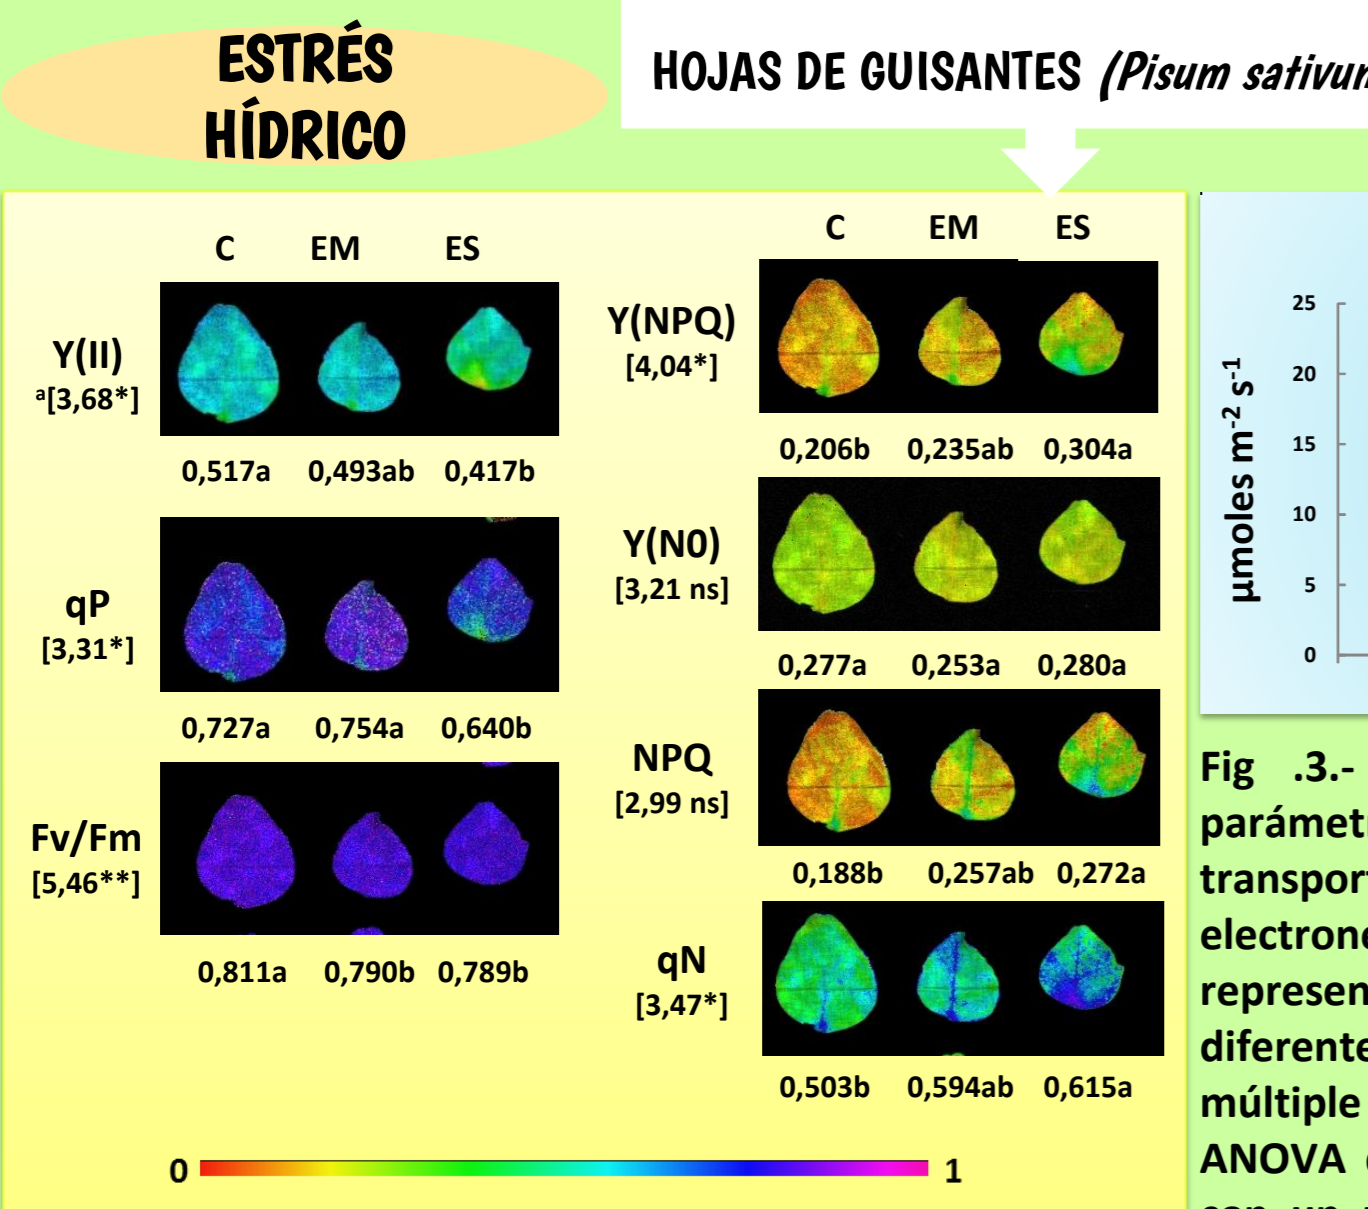 ESTRÉS
HÍDRICO
HOJAS DE GUISANTES (Pisum sativum
C EM ES
Y(II)
ᵃ[3,68*]
0,517a 0,493ab 0,417b
qP
[3,31*]
0,727a 0,754a 0,640b
Fv/Fm
[5,46**]
0,811a 0,790b 0,789b
C EM ES
Y(NPQ)
[4,04*]
0,206b 0,235ab 0,304a
Y(N0)
[3,21 ns]
0,277a 0,253a 0,280a
NPQ
[2,99 ns]
0,188b 0,257ab 0,272a
qN
[3,47*]
0,503b 0,594ab 0,615a
0 1
µmoles m⁻² s⁻¹
25
20
15
10
5
0
Fig .3.-
parámetr
transport
electrone
represen
diferente
múltiple
ANOVA